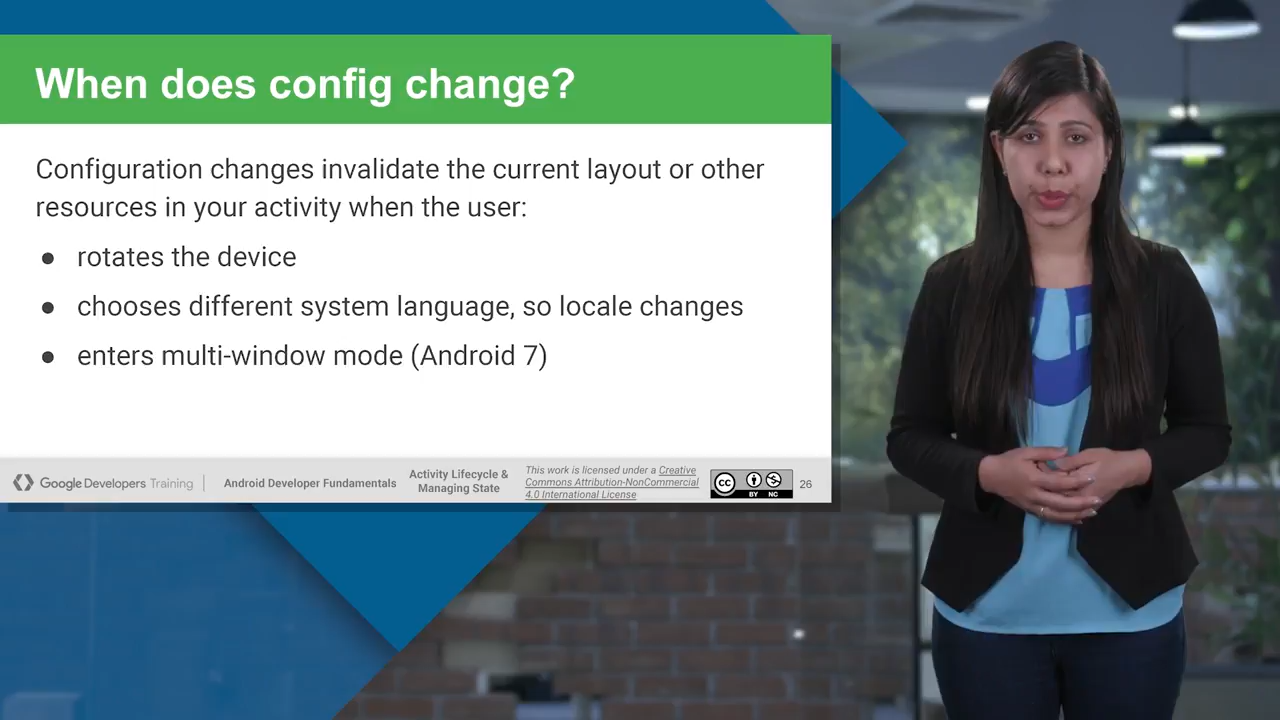 When does config change?
Configuration changes invalidate the current layout or other
resources in your activity when the user:
● rotates the device
● chooses different system language, so locale changes
● enters multi-window mode (Android 7)
Google Developers Training
Android Developer Fundamentals
Activity Lifecycle &
Managing State
This work is licensed under a Creative
Commons Attribution-NonCommercial
4.0 International License
CC
BY NC
26